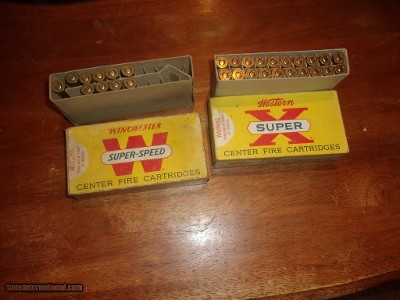 WINCHESTER
W
SUPER-SPEED
CENTER FIRE CARTRIDGES
Western
X
SUPER
CENTER FIRE CARTRIDGES